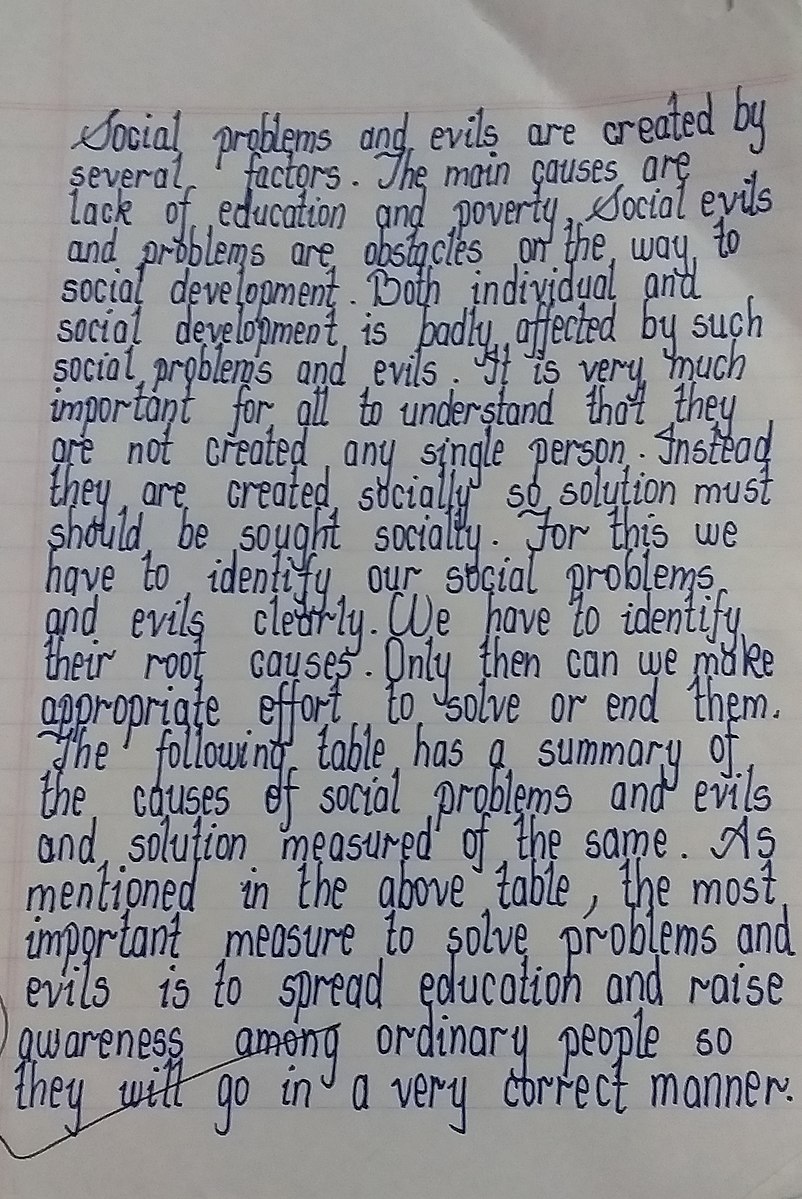 Social problems and evils are created by
several factors. The main causes are
lack of education and poverty. Social evils
and problems are obstacles on the way to
social development. Both individual and
social development is badly affected by such
social problems and evils. It is very much
important for all to understand that they
are not created any single person. Instead
they are created socially so solution must
should be sought socially. For this we
have to identify our social problems
and evils clearly. We have to identify
their root causes. Only then can we make
appropriate effort to solve or end them.
The following table has a summary of
the causes of social problems and evils
and solution measured of the same. As
mentioned in the above table, the most
important measure to solve problems and
evils is to spread education and raise
awareness among ordinary people so
they will go in a very correct manner.